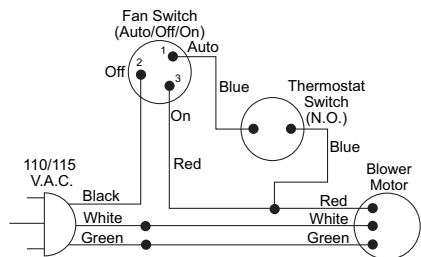 Fan Switch
(Auto/Off/On)
1
Auto
Off
2
3
On
Blue
Thermostat
Switch
(N.O.)
Blue
Red
110/115
V.A.C.
Blower
Motor
Black
Red
White
White
Green
Green